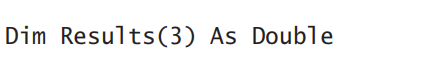 Dim Results(3) As Double